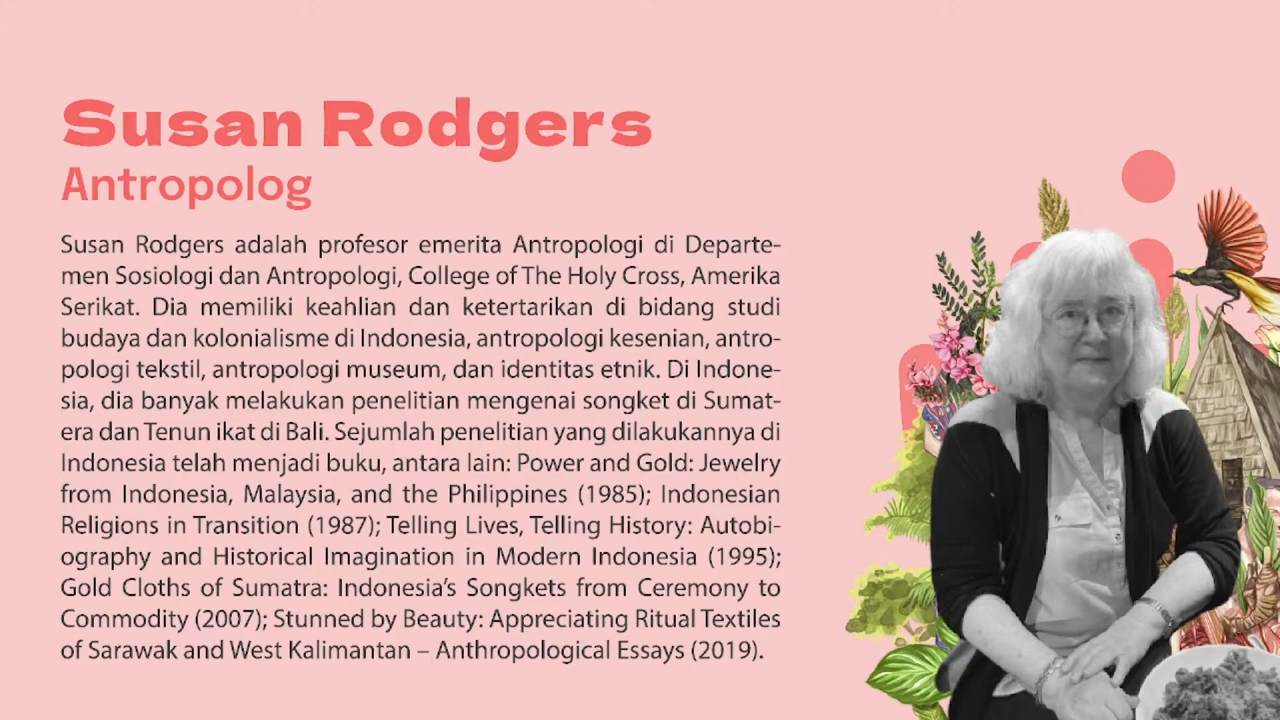 Susan Rodgers
Antropolog
Susan Rodgers adalah profesor emerita Antropologi di Departe-
men Sosiologi dan Antropologi, College of The Holy Cross, Amerika
Serikat. Dia memiliki keahlian dan ketertarikan di bidang studi
budaya dan kolonialisme di Indonesia, antropologi kesenian, antro-
pologi tekstil, antropologi museum, dan identitas etnik. Di Indone-
sia, dia banyak melakukan penelitian mengenai songket di Sumat-
era dan Tenun ikat di Bali. Sejumlah penelitian yang dilakukannya di
Indonesia telah menjadi buku, antara lain: Power and Gold: Jewelry
from Indonesia, Malaysia, and the Philippines (1985); Indonesian
Religions in Transition (1987); Telling Lives, Telling History: Autobi-
ography and Historical Imagination in Modern Indonesia (1995);
Gold Cloths of Sumatra: Indonesia’s Songkets from Ceremony to
Commodity (2007); Stunned by Beauty: Appreciating Ritual Textiles
of Sarawak and West Kalimantan – Anthropological Essays (2019).